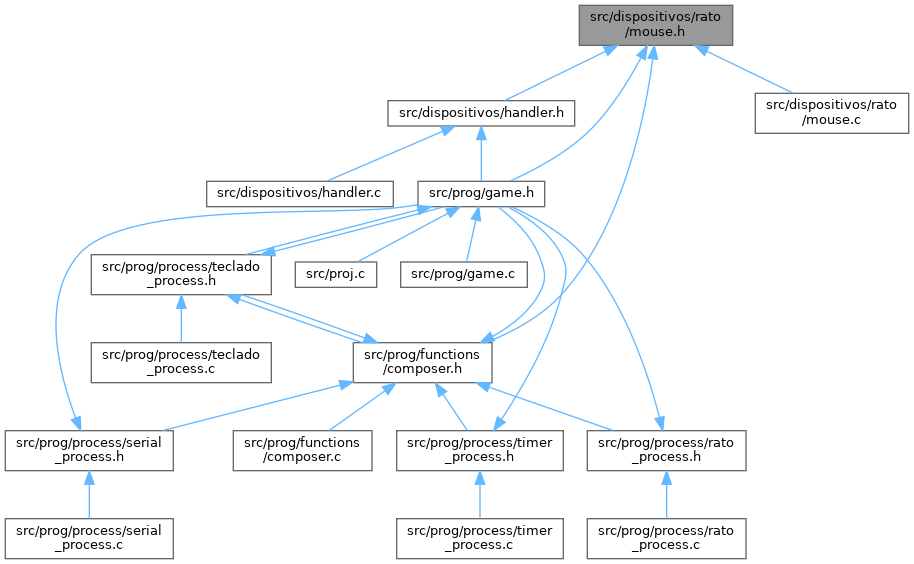 src/dispositivos/rato
/mouse.h
src/dispositivos/rato
/mouse.c
src/dispositivos/handler.h
src/dispositivos/handler.c
src/prog/game.h
src/prog/process/teclado
_process.h
src/proj.c
src/prog/game.c
src/prog/process/teclado
_process.c
src/prog/functions
/composer.h
src/prog/process/serial
_process.h
src/prog/functions
/composer.c
src/prog/process/timer
_process.h
src/prog/process/rato
_process.h
src/prog/process/serial
_process.c
src/prog/process/timer
_process.c
src/prog/process/rato
_process.c